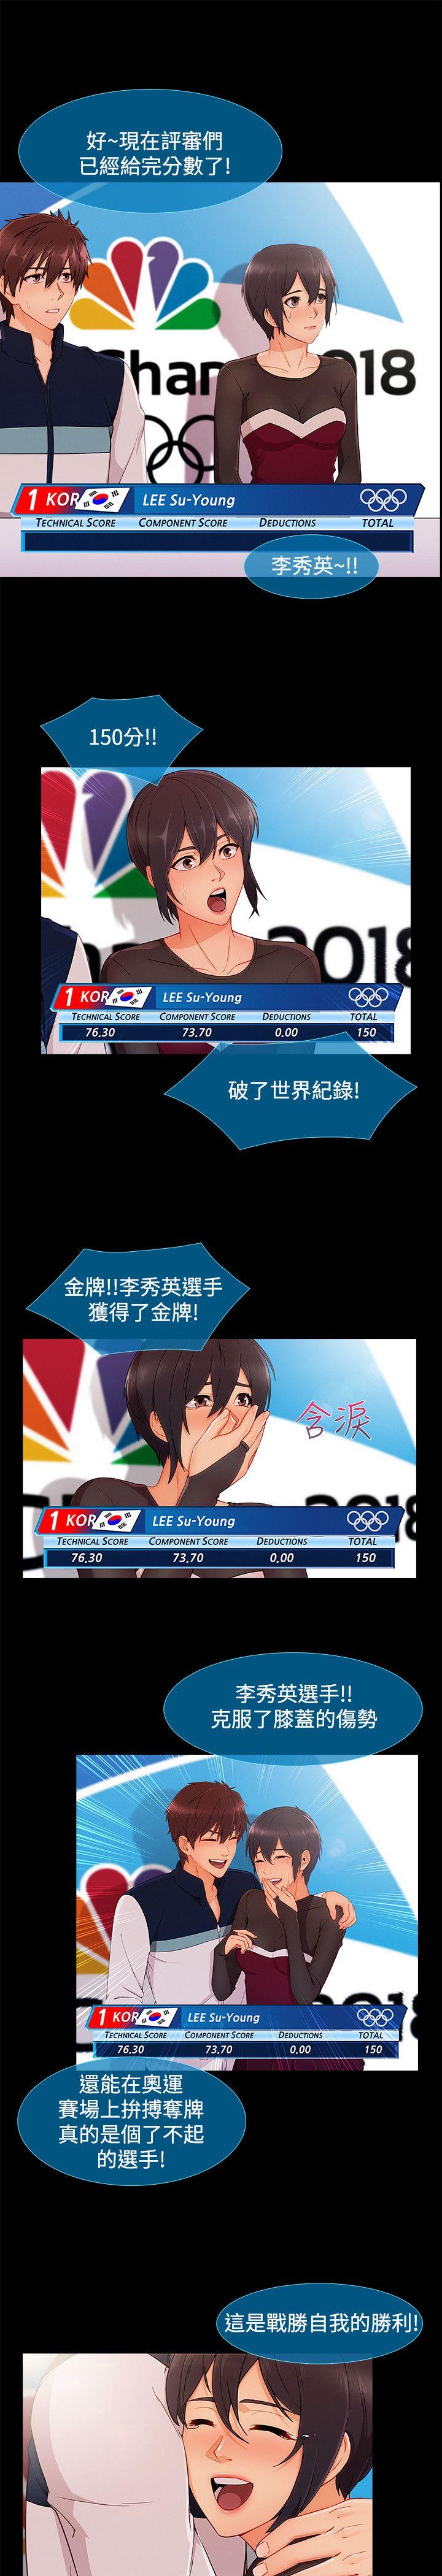 好~現在評審們
已經給完分數了!
Chan
2018
1 KOR LEE Su-Young
TECHNICAL SCORE COMPONENT SCORE DEDUCTIONS TOTAL
李秀英~!!
150分!!
2018
1 KOR LEE Su-Young
TECHNICAL SCORE COMPONENT SCORE DEDUCTIONS TOTAL
76.30 73.70 0.00 150
破了世界紀錄!
金牌!!李秀英選手
獲得了金牌!
含淚
1 KOR LEE Su-Young
TECHNICAL SCORE COMPONENT SCORE DEDUCTIONS TOTAL
76.30 73.70 0.00 150
李秀英選手!!
克服了膝蓋的傷勢
1 KOR LEE Su-Young
TECHNICAL SCORE COMPONENT SCORE DEDUCTIONS TOTAL
76.30 73.70 0.00 150
還能在奧運
賽場上拚搏奪牌
真的是個了不起
的選手!
這是戰勝自我的勝利!